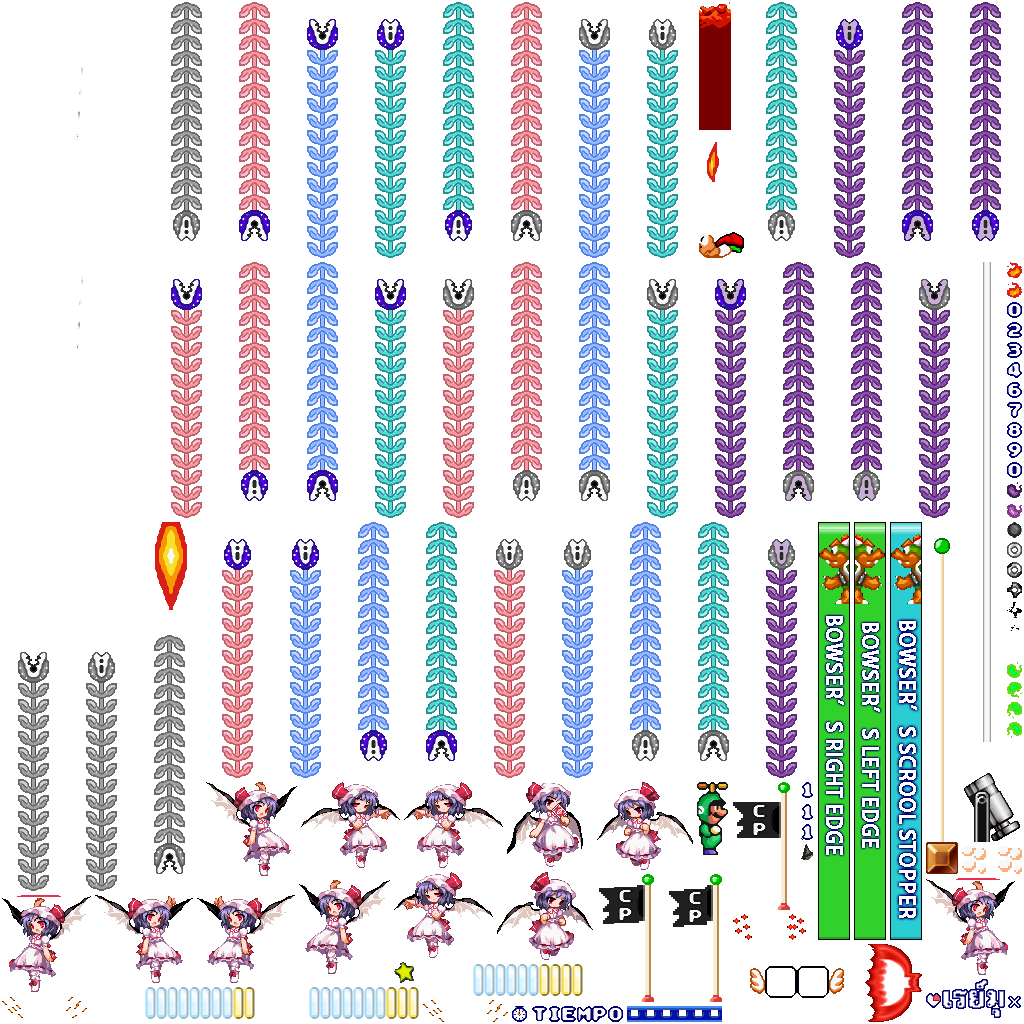 0
2
3
4
6
7
8
9
0
BOWSER' S RIGHT EDGE
BOWSER' S LEFT EDGE
BOWSER' S SCROOL STOPPER
1
1
1
CP
CP
CP
TIEMPO
x